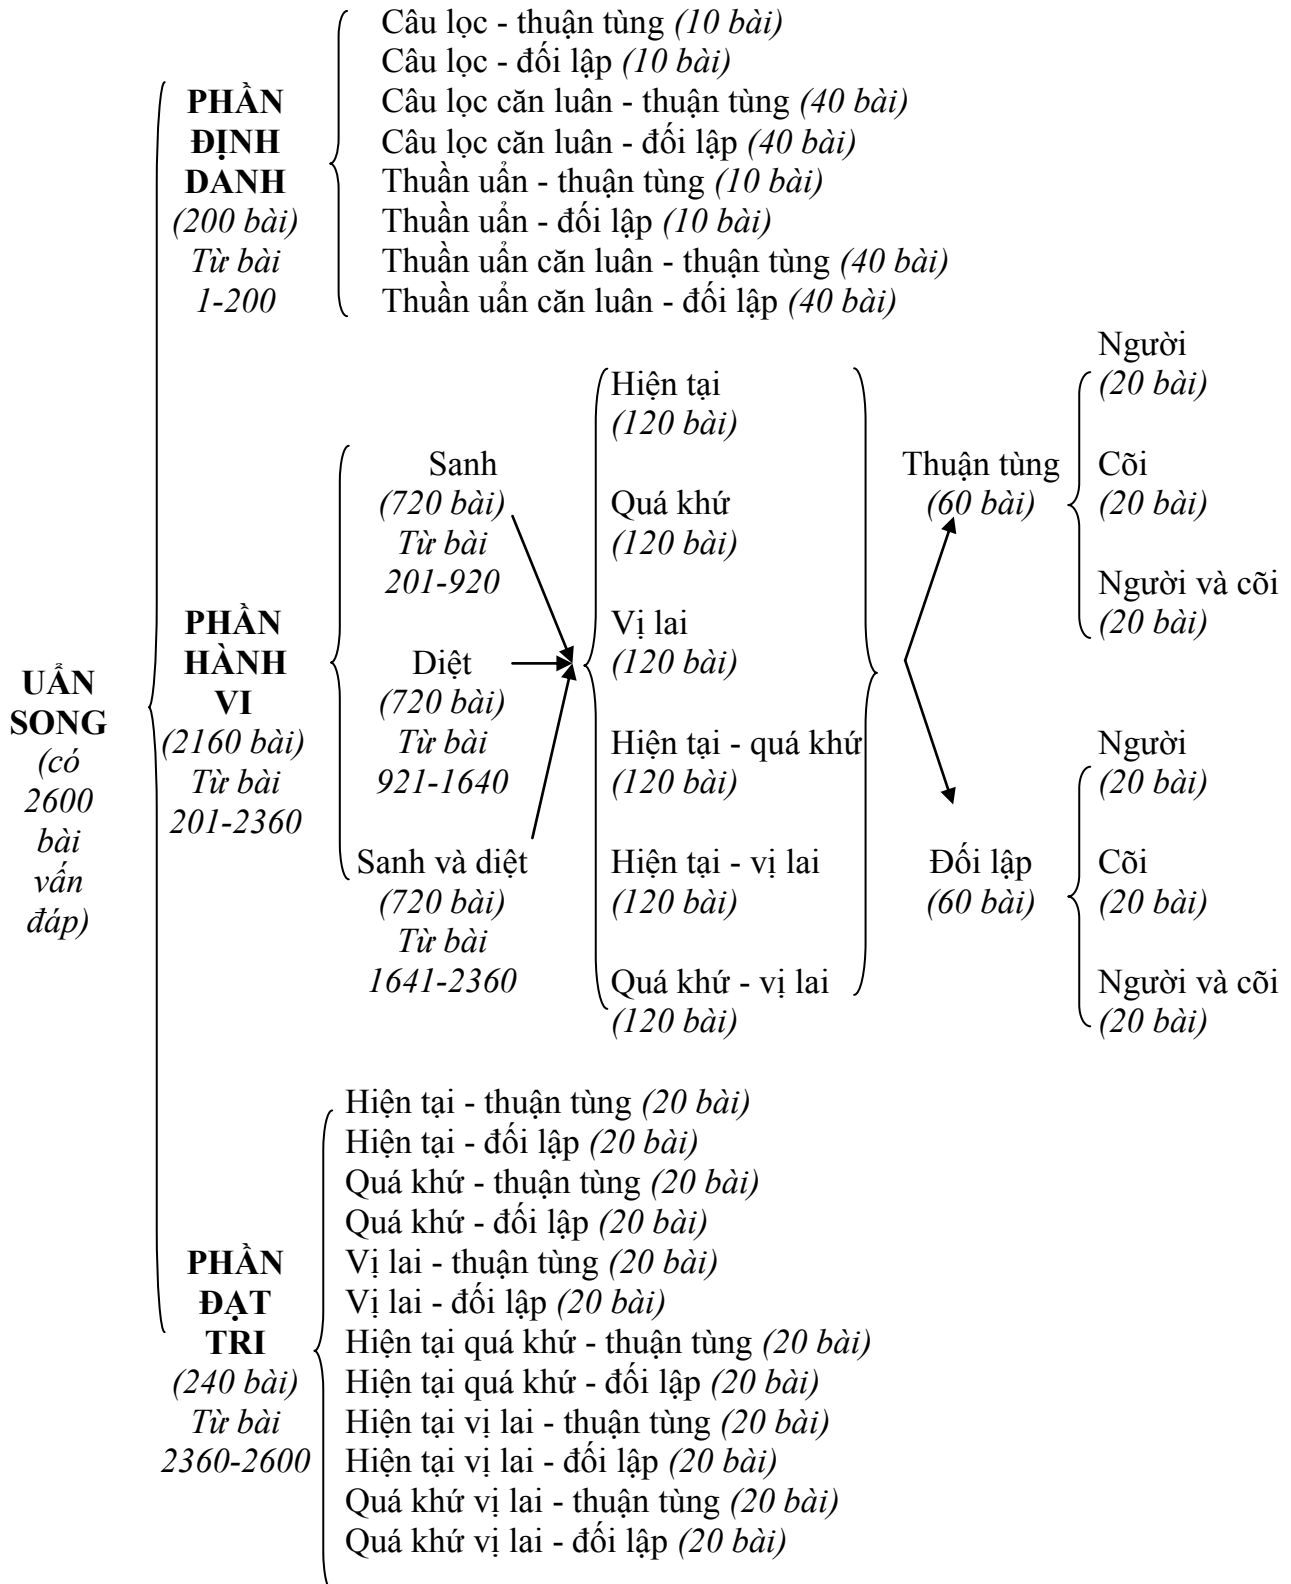 UẨN
SONG
(có
2600
bài
vấn
đáp)
PHẦN
ĐỊNH
DANH
(200 bài)
Từ bài
1-200
Câu lọc - thuận tùng (10 bài)
Câu lọc - đối lập (10 bài)
Câu lọc căn luân - thuận tùng (40 bài)
Câu lọc căn luân - đối lập (40 bài)
Thuần uẩn - thuận tùng (10 bài)
Thuần uẩn - đối lập (10 bài)
Thuần uẩn căn luân - thuận tùng (40 bài)
Thuần uẩn căn luân - đối lập (40 bài)
PHẦN
HÀNH
VI
(2160 bài)
Từ bài
201-2360
Sanh
(720 bài)
Từ bài
201-920
Diệt
(720 bài)
Từ bài
921-1640
Sanh và diệt
(720 bài)
Từ bài
1641-2360
Hiện tại
(120 bài)
Quá khứ
(120 bài)
Vị lai
(120 bài)
Hiện tại - quá khứ
(120 bài)
Hiện tại - vị lai
(120 bài)
Quá khứ - vị lai
(120 bài)
Thuận tùng
(60 bài)
Người
(20 bài)
Cõi
(20 bài)
Người và cõi
(20 bài)
Đối lập
(60 bài)
Người
(20 bài)
Cõi
(20 bài)
Người và cõi
(20 bài)
PHẦN
ĐẠT
TRI
(240 bài)
Từ bài
2360-2600
Hiện tại - thuận tùng (20 bài)
Hiện tại - đối lập (20 bài)
Quá khứ - thuận tùng (20 bài)
Quá khứ - đối lập (20 bài)
Vị lai - thuận tùng (20 bài)
Vị lai - đối lập (20 bài)
Hiện tại quá khứ - thuận tùng (20 bài)
Hiện tại quá khứ - đối lập (20 bài)
Hiện tại vị lai - thuận tùng (20 bài)
Hiện tại vị lai - đối lập (20 bài)
Quá khứ vị lai - thuận tùng (20 bài)
Quá khứ vị lai - đối lập (20 bài)